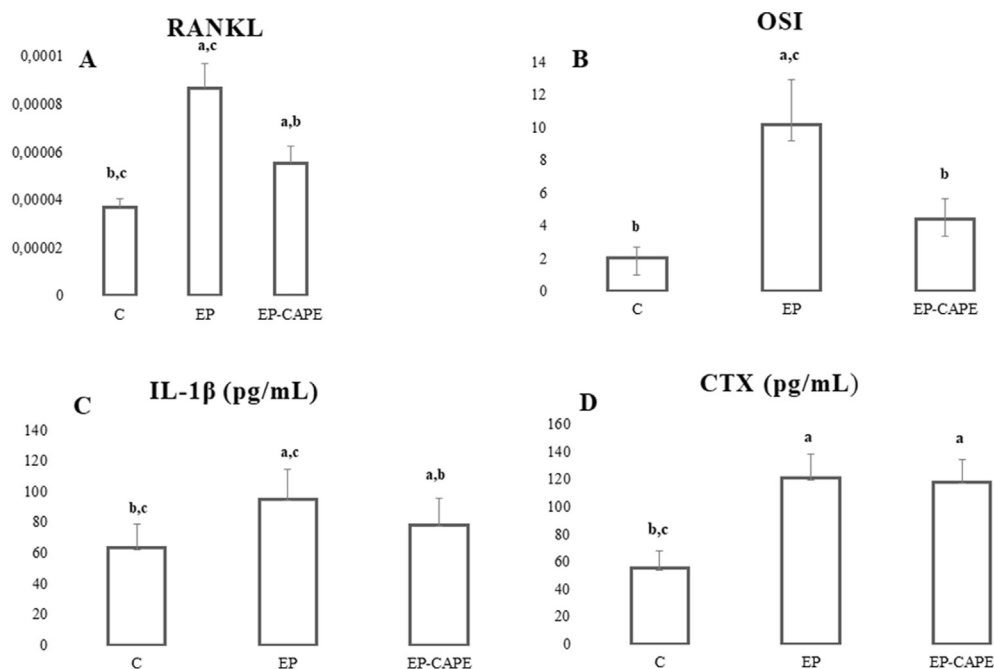 RANKL
A
0,0001
0,00008
0,00006
0,00004
0,00002
0
b,c
a,c
a,b
C
EP
EP-CAPE
OSI
B
14
12
10
8
6
4
2
0
b
a,c
b
C
EP
EP-CAPE
IL-1β (pg/mL)
C
140
120
100
80
60
40
20
0
b,c
a,c
a,b
C
EP
EP-CAPE
CTX (pg/mL)
D
160
140
120
100
80
60
40
20
0
b,c
a
a
C
EP
EP-CAPE